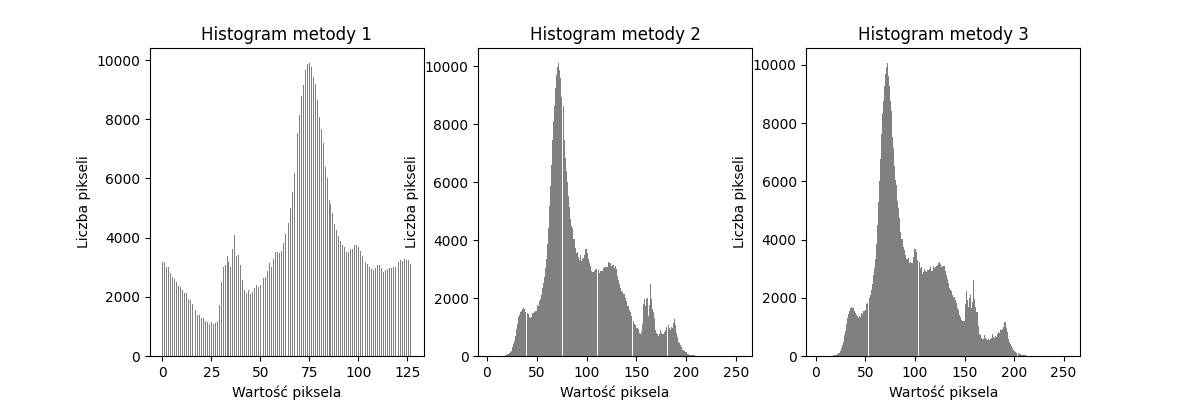 Histogram metody 1
Liczba pikseli
10000
8000
6000
4000
2000
0
0 25 50 75 100 125
Wartość piksela
Histogram metody 2
Liczba pikseli
10000
8000
6000
4000
2000
0
0 50 100 150 200 250
Wartość piksela
Histogram metody 3
Liczba pikseli
10000
8000
6000
4000
2000
0
0 50 100 150 200 250
Wartość piksela